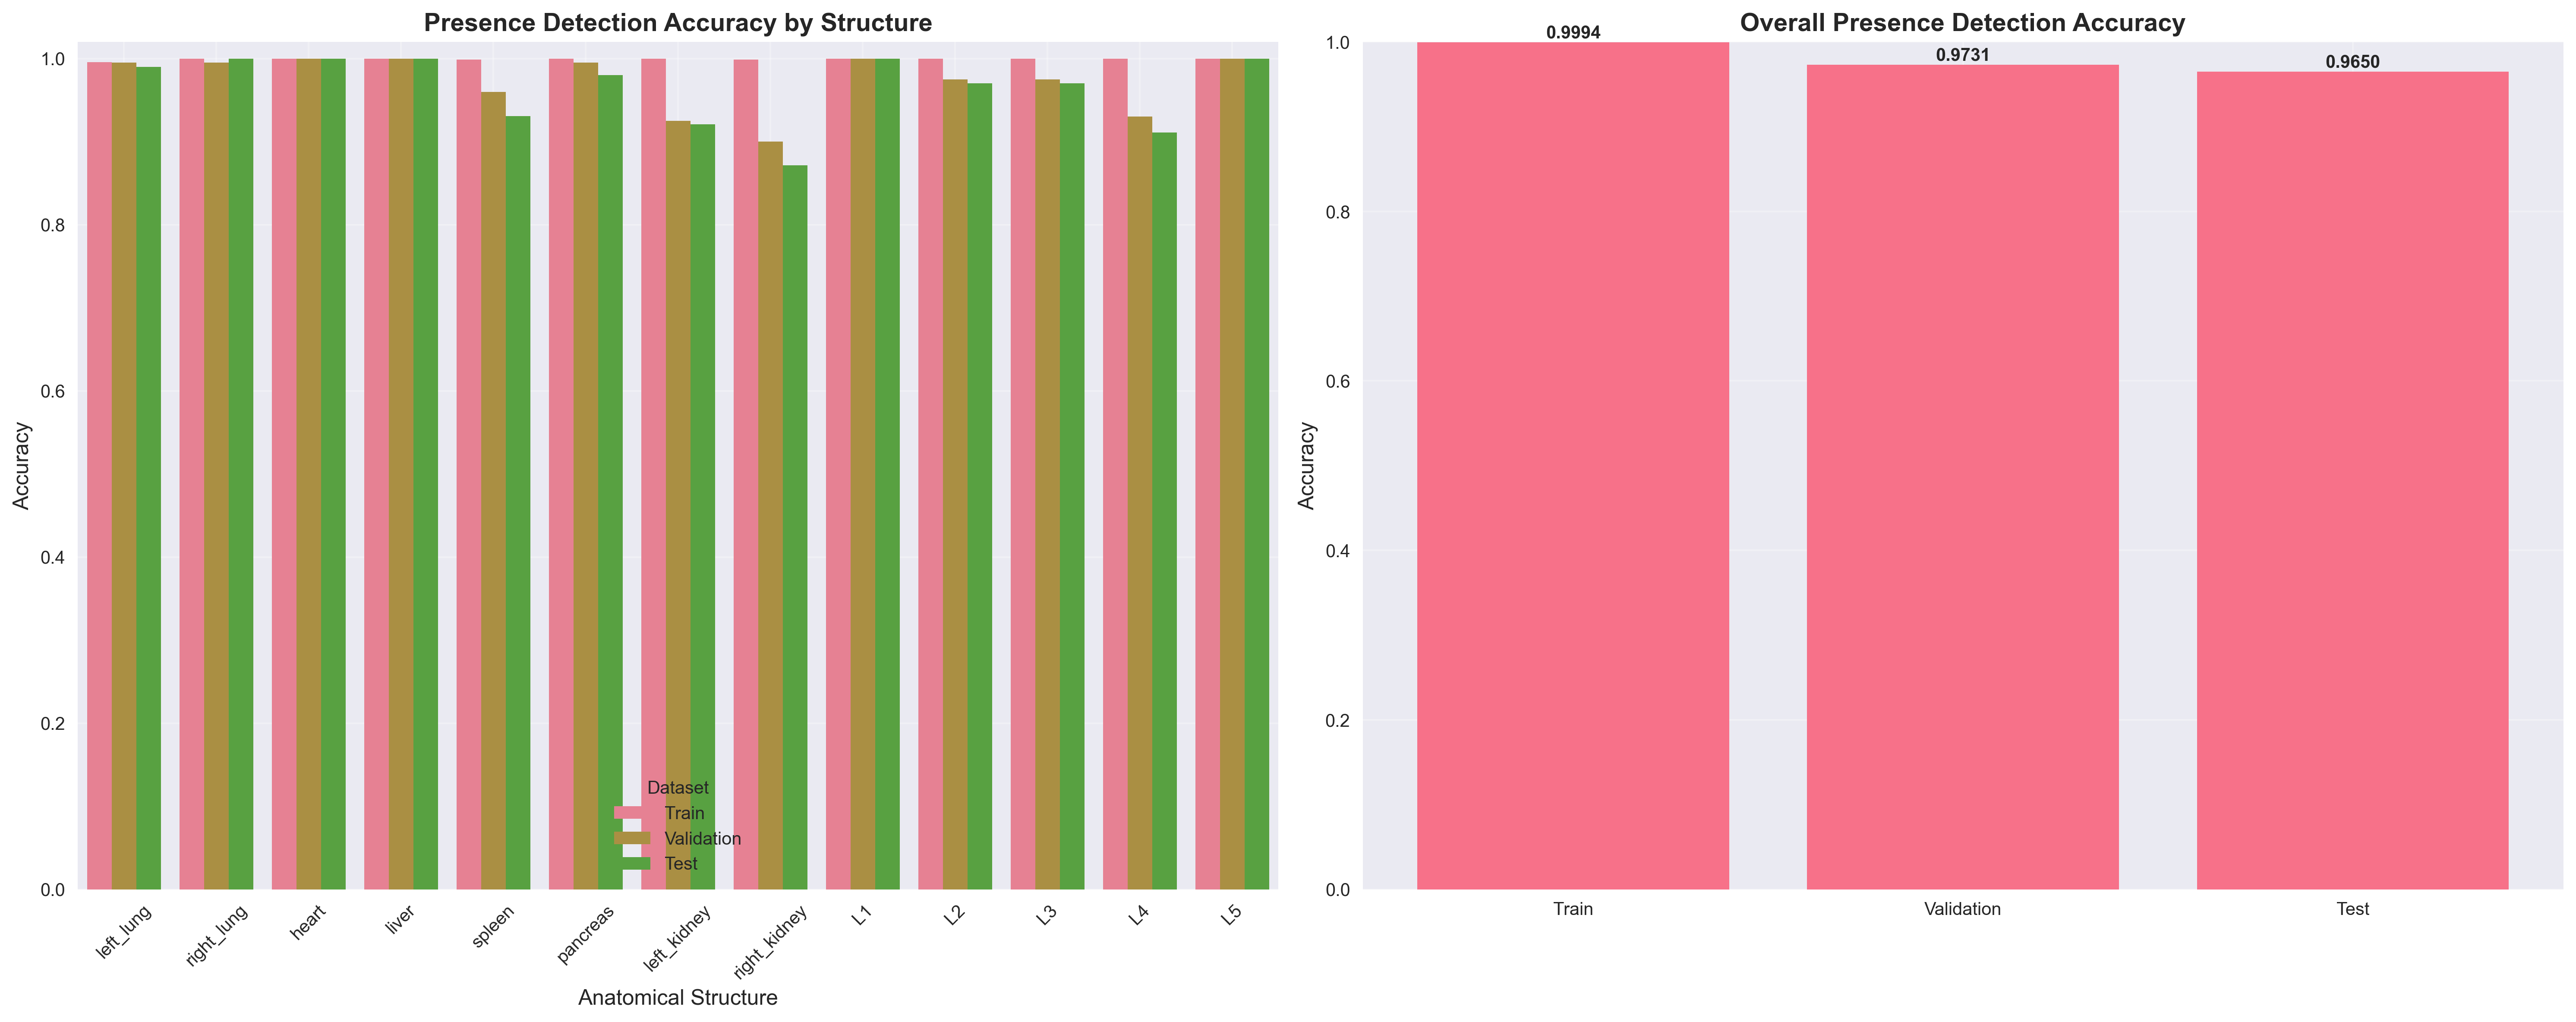 Presence Detection Accuracy by Structure
Accuracy
1.0
0.8
0.6
0.4
0.2
0.0
Dataset
Train
Validation
Test
left_lung
right_lung
heart
liver
spleen
pancreas
left_kidney
right_kidney
L1
L2
L3
L4
L5
Anatomical Structure
Overall Presence Detection Accuracy
Accuracy
1.0
0.8
0.6
0.4
0.2
0.0
0.9994
0.9731
0.9650
Train
Validation
Test